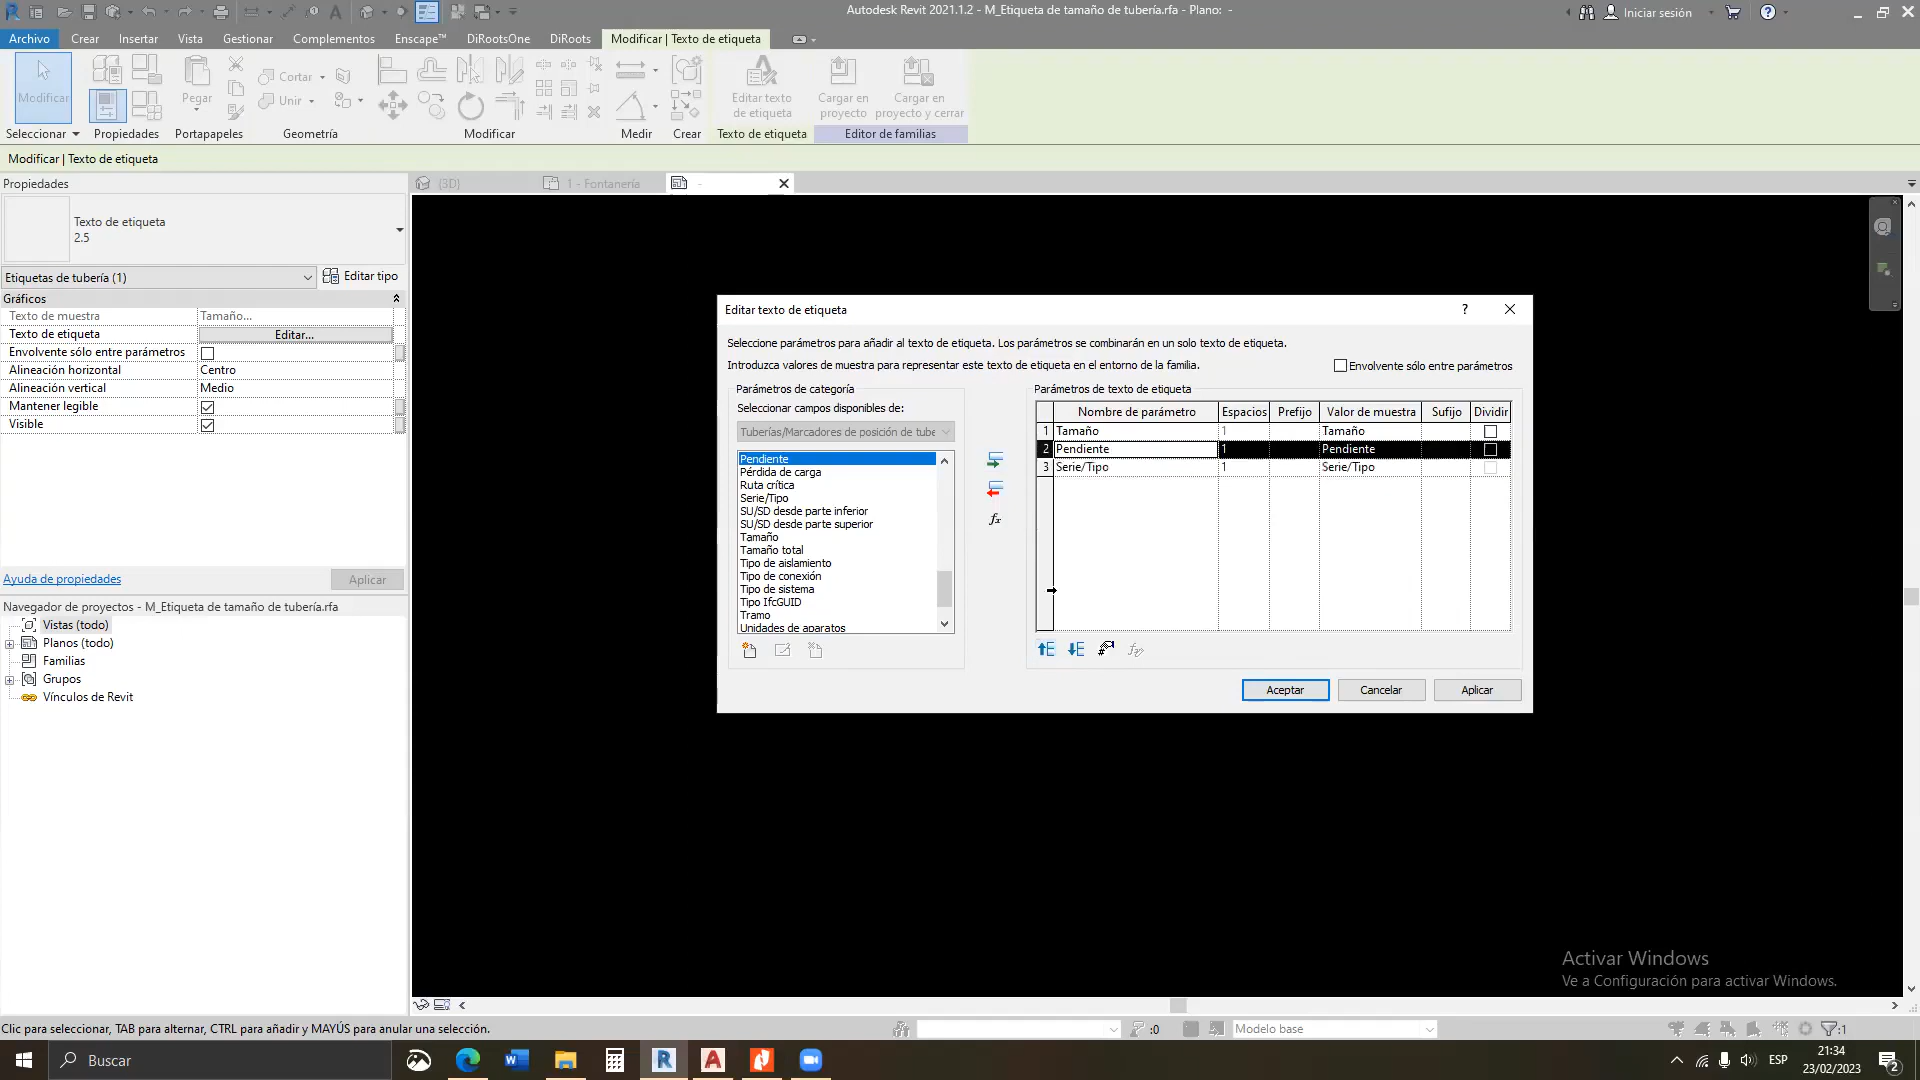 Autodesk Revit 2021.1.2 - M_Etiqueta de tamaño de tubería.rfa - Plano: -
Iniciar sesión
Archivo
Crear
Insertar
Vista
Gestionar
Complementos
Enscape™
DiRootsOne
DiRoots
Modificar | Texto de etiqueta
Modificar
Pegar
Cortar
Unir
Editar texto
de etiqueta
Cargar en
proyecto
Cargar en
proyecto y cerrar
Seleccionar
Propiedades
Portapapeles
Geometría
Modificar
Medir
Crear
Texto de etiqueta
Editor de familias
Modificar | Texto de etiqueta
Propiedades
{3D}
1 - Fontanería
-
Texto de etiqueta
2.5
Etiquetas de tubería (1)
Editar tipo
Gráficos
Texto de muestra
Tamaño...
Texto de etiqueta
Editar...
Envolvente sólo entre parámetros
Alineación horizontal
Centro
Alineación vertical
Medio
Mantener legible
Visible
Ayuda de propiedades
Aplicar
Navegador de proyectos - M_Etiqueta de tamaño de tubería.rfa
Vistas (todo)
Planos (todo)
Familias
Grupos
Vínculos de Revit
Editar texto de etiqueta
?
Seleccione parámetros para añadir al texto de etiqueta. Los parámetros se combinarán en un solo texto de etiqueta.
Introduzca valores de muestra para representar este texto de etiqueta en el entorno de la familia.
Envolvente sólo entre parámetros
Parámetros de categoría
Seleccionar campos disponibles de:
Tuberías/Marcadores de posición de tube
Pendiente
Pérdida de carga
Ruta crítica
Serie/Tipo
SU/SD desde parte inferior
SU/SD desde parte superior
Tamaño
Tamaño total
Tipo de aislamiento
Tipo de conexión
Tipo de sistema
Tipo IfcGUID
Tramo
Unidades de aparatos
fx
Parámetros de texto de etiqueta
Nombre de parámetro Espacios Prefijo Valor de muestra Sufijo Dividir
1 Tamaño 1 Tamaño
2 Pendiente 1 Pendiente
3 Serie/Tipo 1 Serie/Tipo
Aceptar
Cancelar
Aplicar
Activar Windows
Ve a Configuración para activar Windows.
Clic para seleccionar, TAB para alternar, CTRL para añadir y MAYÚS para anular una selección.
:0
Modelo base
:1
Buscar
ESP
21:34
23/02/2023
2